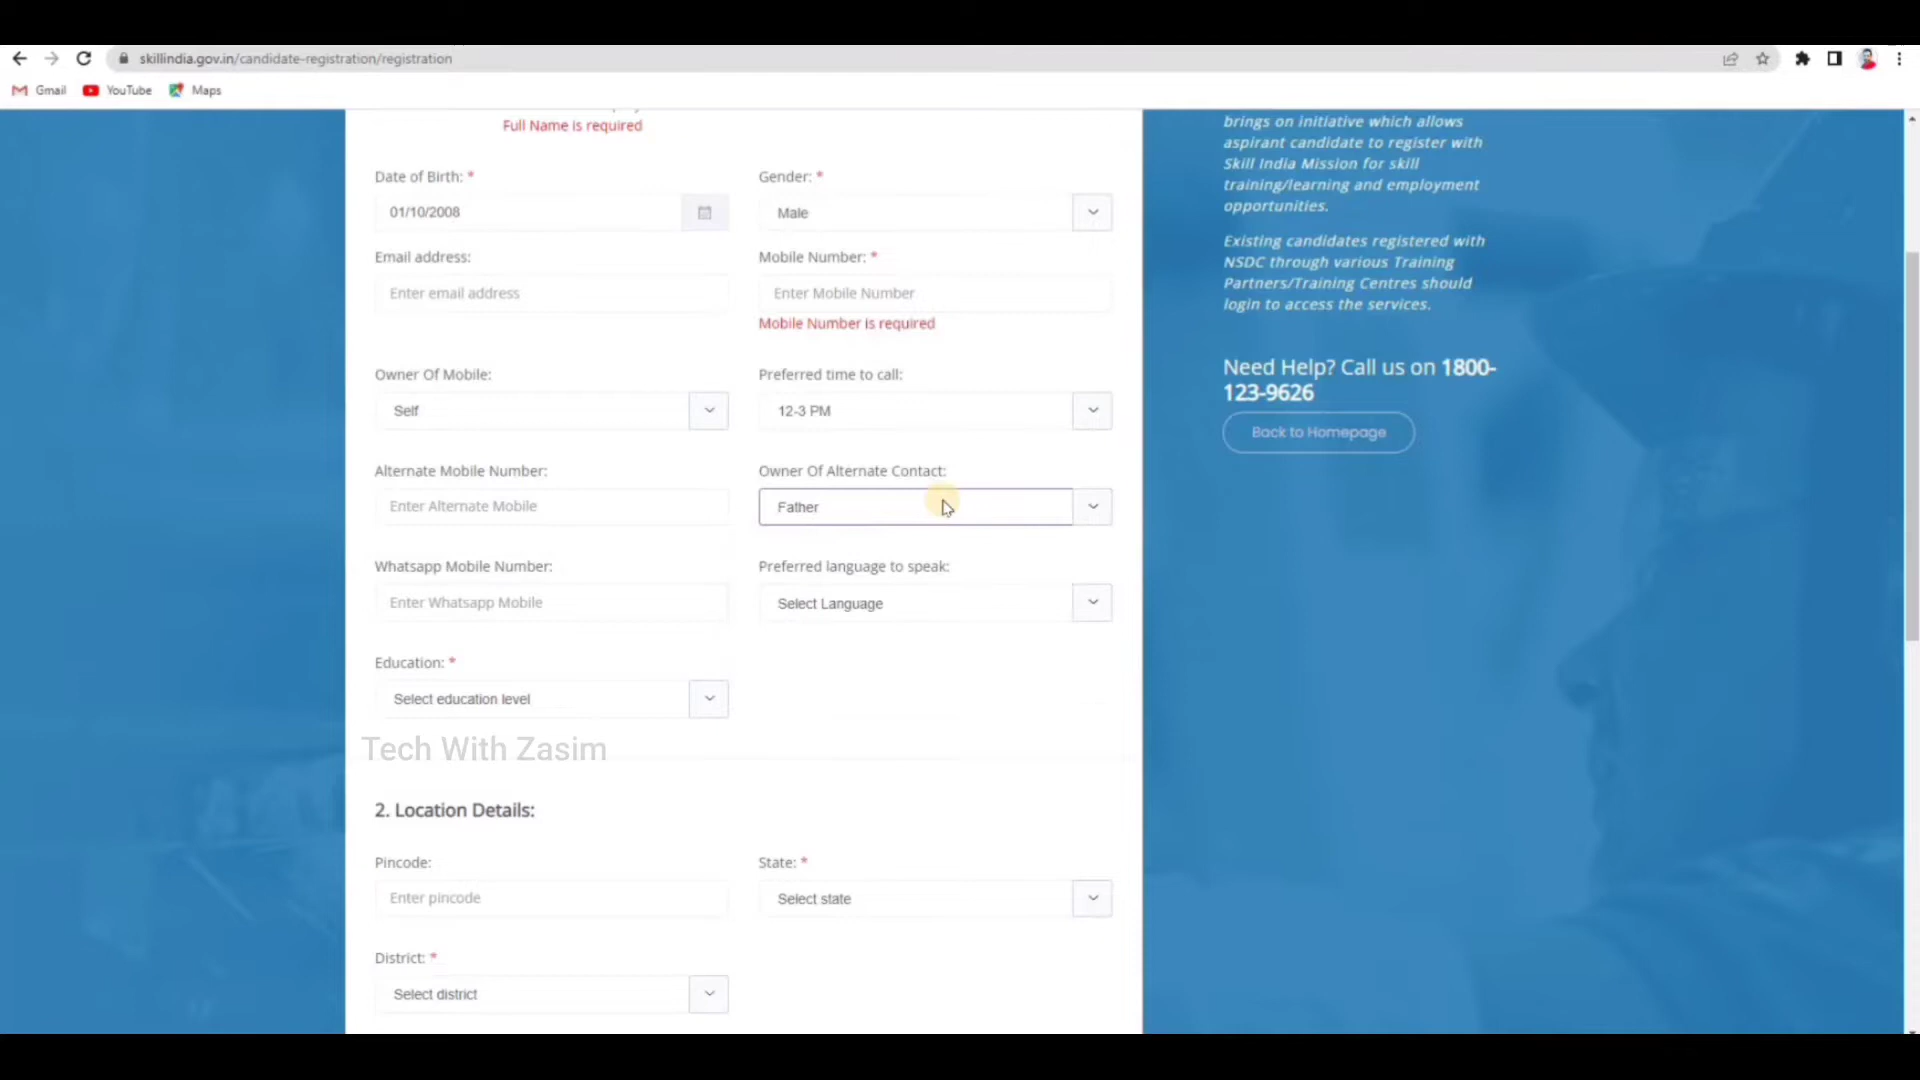 skillindia.gov.in/candidate-registration/registration
Gmail YouTube Maps
Full Name is required
Date of Birth: *
01/10/2008
Gender: *
Male
Email address:
Enter email address
Mobile Number: *
Enter Mobile Number
Mobile Number is required
Owner Of Mobile:
Self
Preferred time to call:
12-3 PM
Alternate Mobile Number:
Enter Alternate Mobile
Owner Of Alternate Contact:
Father
Whatsapp Mobile Number:
Enter Whatsapp Mobile
Preferred language to speak:
Select Language
Education: *
Select education level
Tech With Zasim
2. Location Details:
Pincode:
Enter pincode
State: *
Select state
District: *
Select district
brings on initiative which allows
aspirant candidate to register with
Skill India Mission for skill
training/learning and employment
opportunities.
Existing candidates registered with
NSDC through various Training
Partners/Training Centres should
login to access the services.
Need Help? Call us on 1800-
123-9626
Back to Homepage